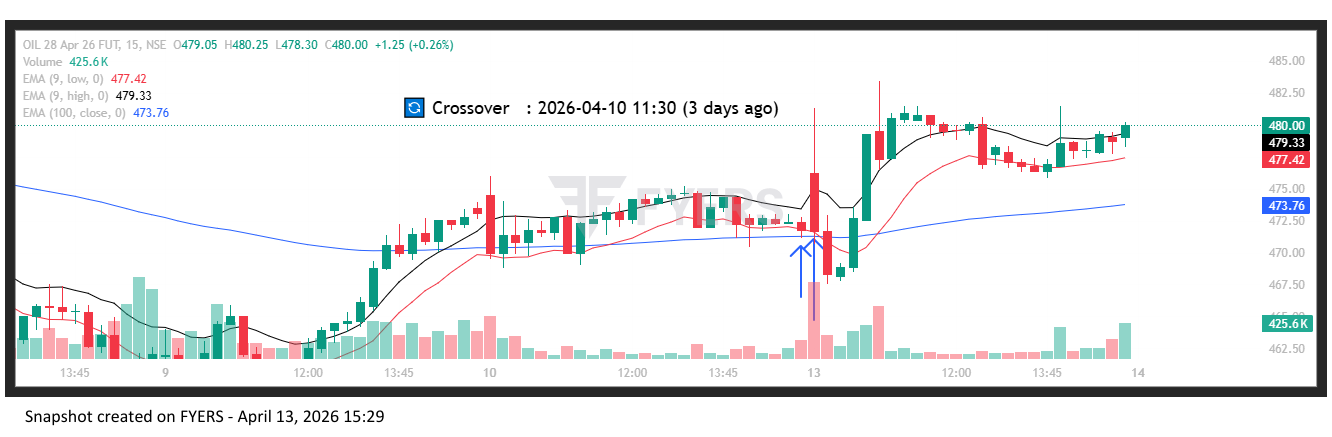 OIL 28 Apr 26 FUT, 15, NSE O479.05 H480.25 L478.30 C480.00 +1.25 (+0.26%)
Volume 425.6 K
EMA (9, low, 0) 477.42
EMA (9, high, 0) 479.33
EMA (100, close, 0) 473.76
Crossover : 2026-04-10 11:30 (3 days ago)
FYERS
485.00
482.50
480.00
479.33
477.42
475.00
473.76
472.50
470.00
467.50
465.00
425.6 K
462.50
13:45 9 12:00 13:45 10 12:00 13:45 13 12:00 13:45 14
Snapshot created on FYERS - April 13, 2026 15:29